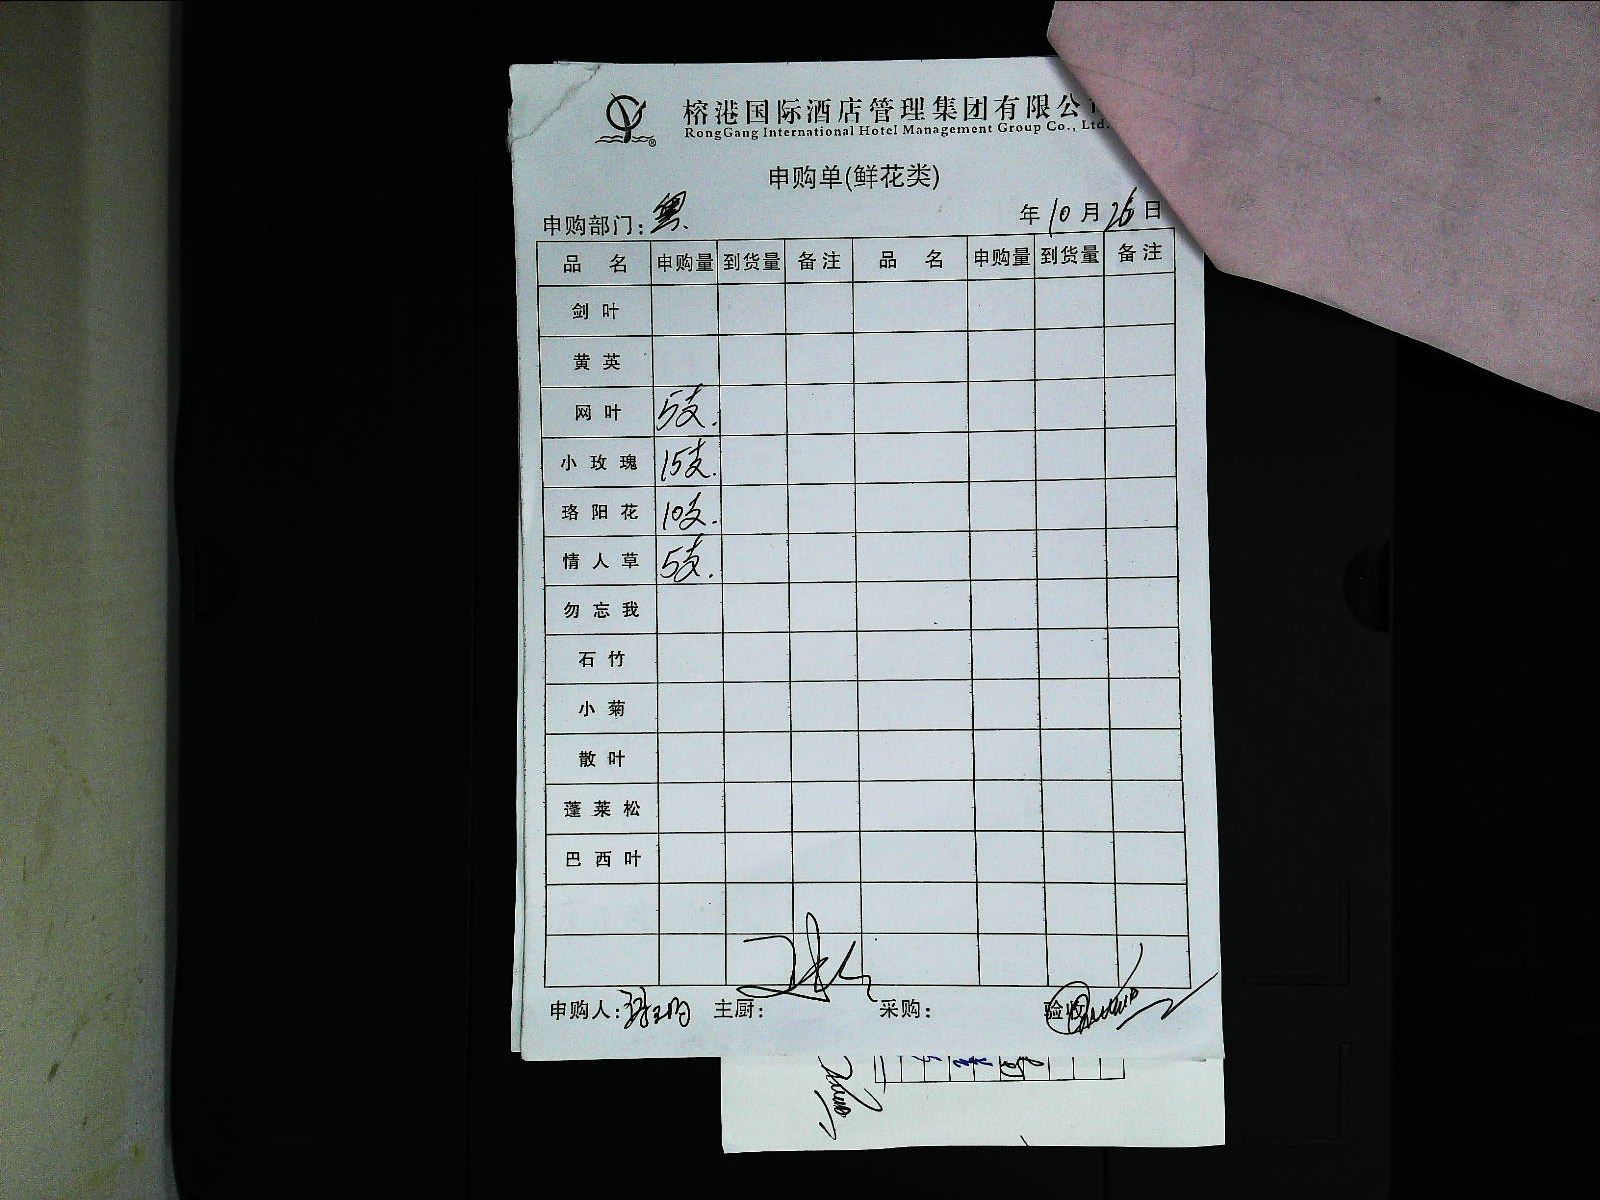 榕港国际酒店管理集团有限公
RongGang International Hotel Management Group Co., Ltd.
申购单(鲜花类)
申购部门: 粤 年 10 月 26 日
品名 申购量 到货量 备注 品名 申购量 到货量 备注
剑叶
黄英
网叶 5支.
小玫瑰 15支.
珞阳花 10支.
情人草 5支.
勿忘我
石竹
小菊
散叶
蓬莱松
巴西叶
申购人: 主厨: 采购: 验收